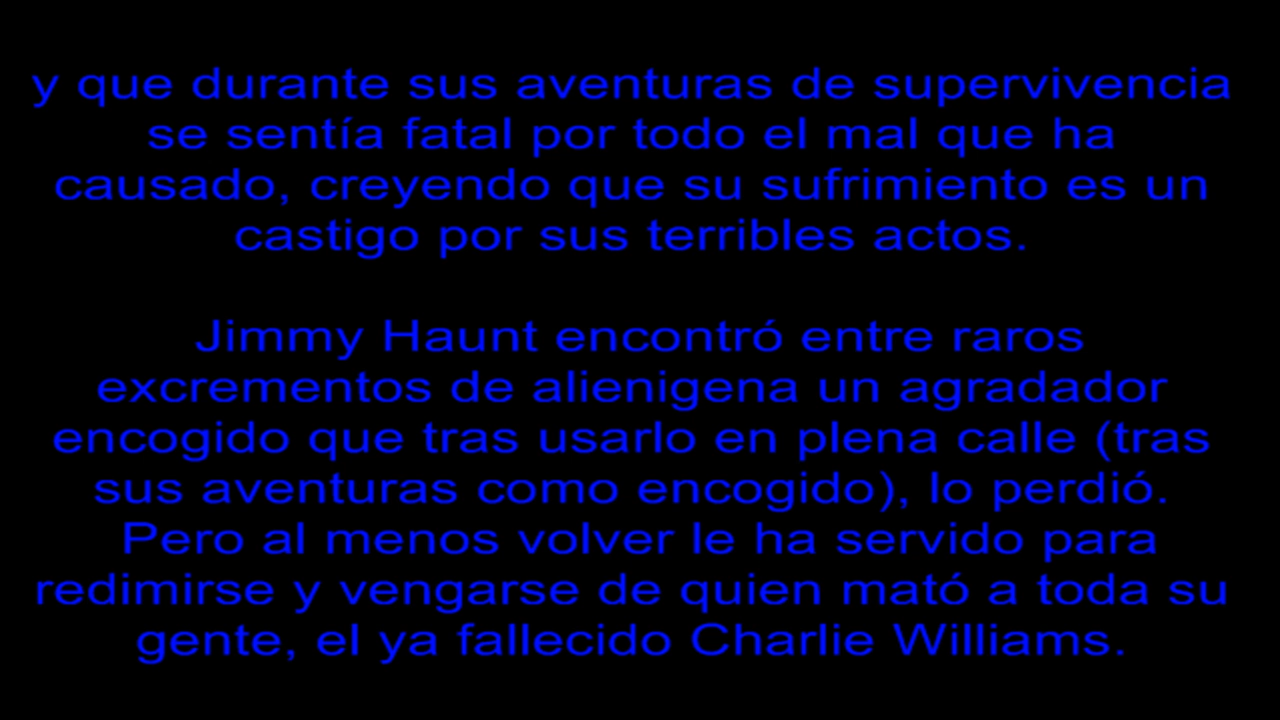 y que durante sus aventuras de supervivencia
se sentía fatal por todo el mal que ha
causado, creyendo que su sufrimiento es un
castigo por sus terribles actos.
Jimmy Haunt encontró entre raros
excrementos de alienigena un agradador
encogido que tras usarlo en plena calle (tras
sus aventuras como encogido), lo perdió.
Pero al menos volver le ha servido para
redimirse y vengarse de quien mató a toda su
gente, el ya fallecido Charlie Williams.